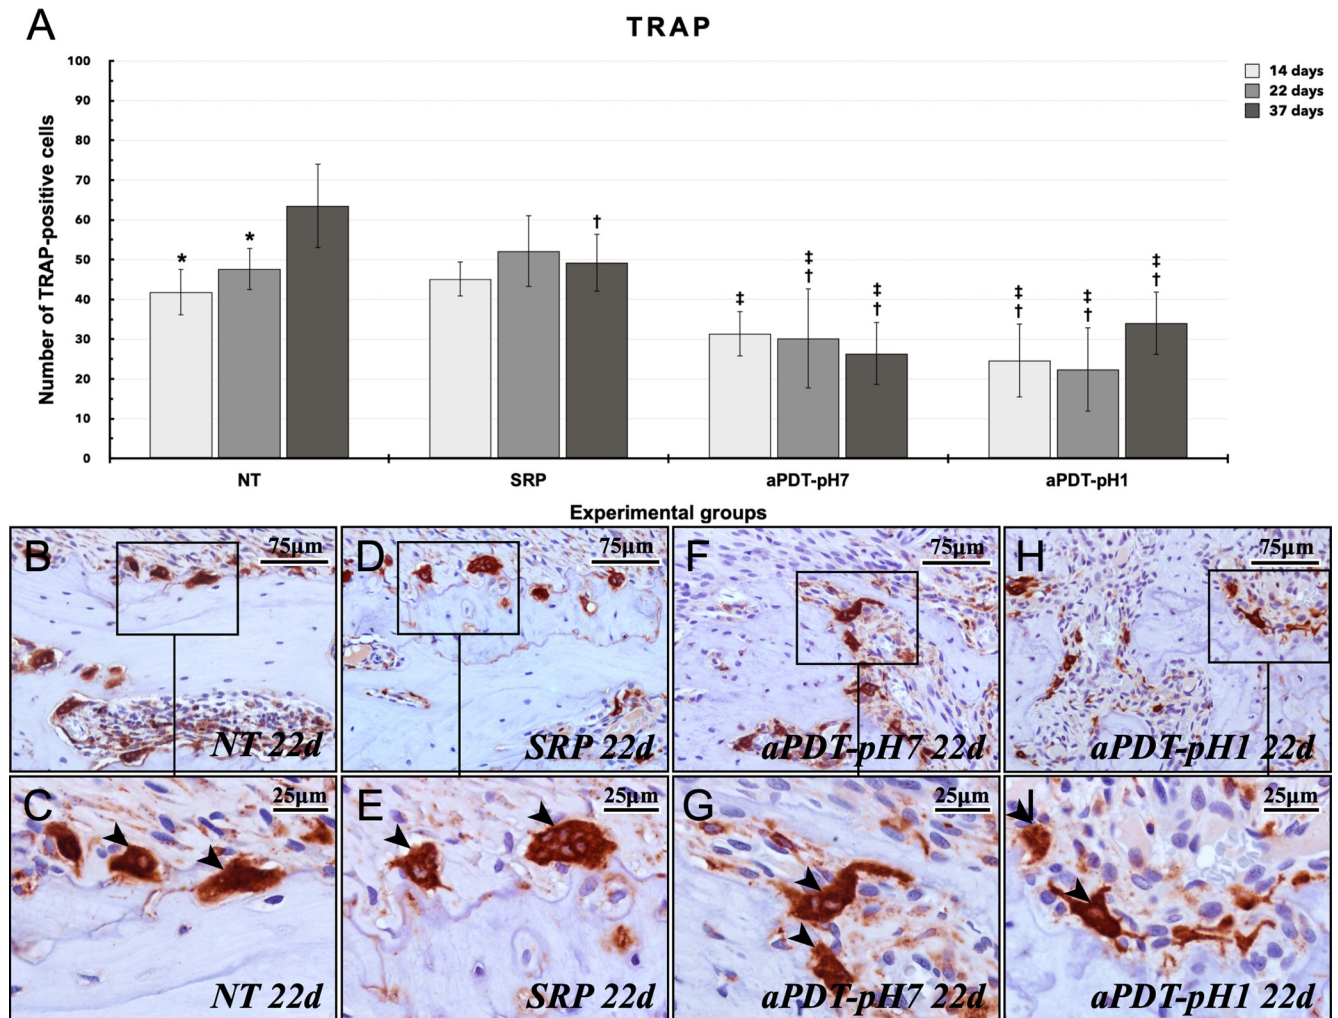 A
TRAP
100
90
80
70
60
50
40
30
20
10
0
Number of TRAP-positive cells
14 days
22 days
37 days
*
*
†
‡
‡
†
‡
†
‡
†
‡
†
‡
†
NT
SRP
aPDT-pH7
aPDT-pH1
Experimental groups
B
75µm
NT 22d
D
75µm
SRP 22d
F
75µm
aPDT-pH7 22d
H
75µm
aPDT-pH1 22d
C
25µm
NT 22d
E
25µm
SRP 22d
G
25µm
aPDT-pH7 22d
I
25µm
aPDT-pH1 22d